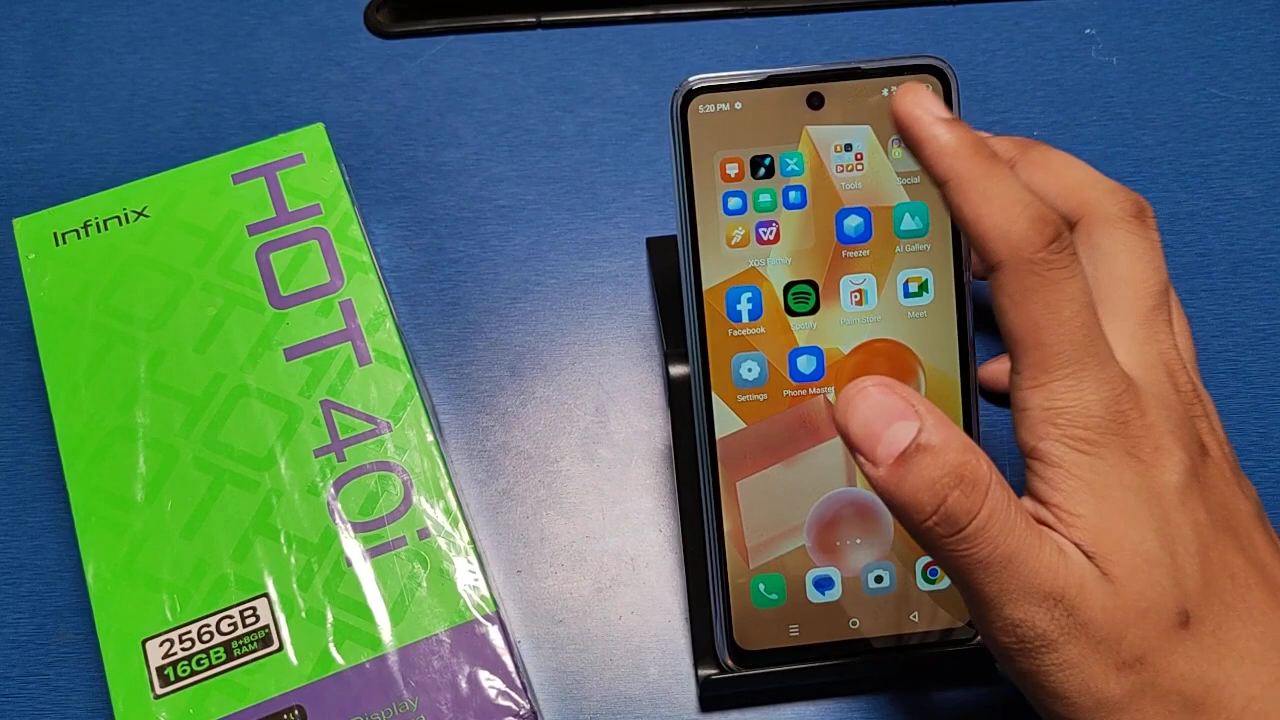 Infinix
HOT 40i
256GB
16GB 8+8GB*
RAM
Display
5:20 PM
Tools
Social
XOS Family
Freezer
AI Gallery
Facebook
Spotify
Palm Store
Meet
Settings
Phone Master